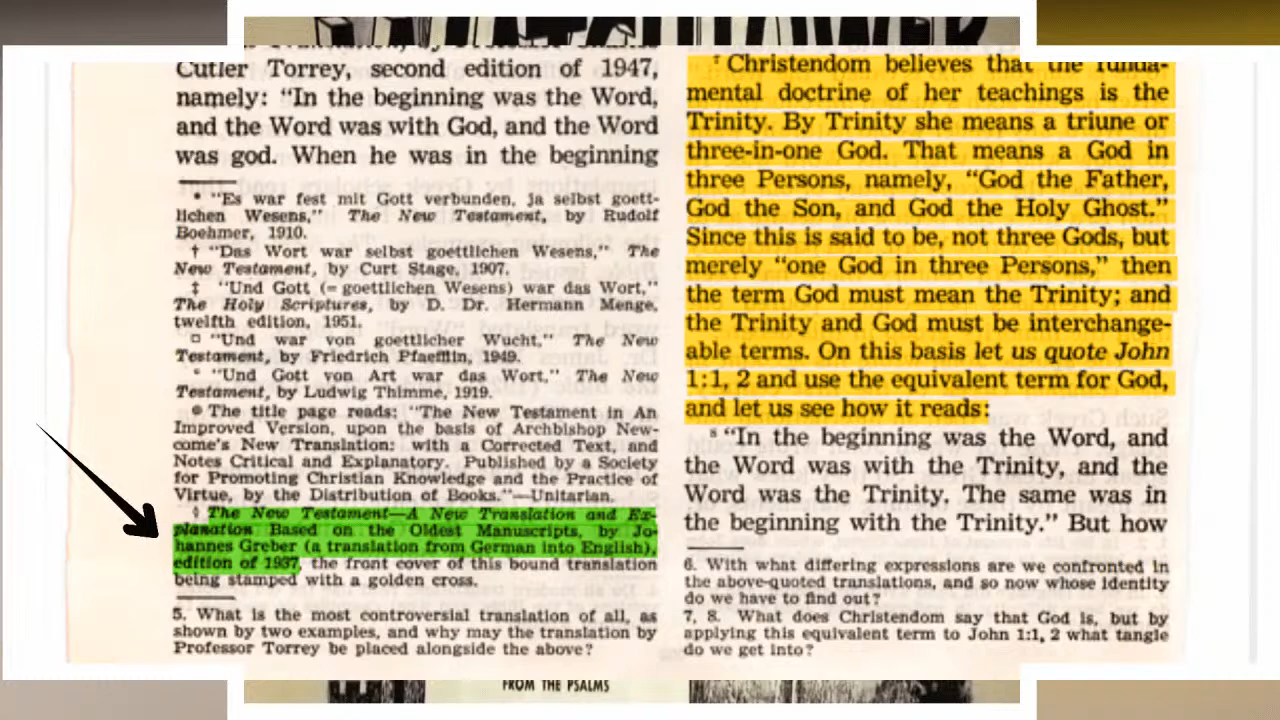 Translation, by Professor Charles
Cutler Torrey, second edition of 1947,
namely: “In the beginning was the Word,
and the Word was with God, and the Word
was god. When he was in the beginning
* “Es war fest mit Gott verbunden, ja selbst goett-
lichen Wesens,” The New Testament, by Rudolf
Boehmer, 1910.
† “Das Wort war selbst goettlichen Wesens,” The
New Testament, by Curt Stage, 1907.
‡ “Und Gott (= goettlichen Wesens) war das Wort,”
The Holy Scriptures, by D. Dr. Hermann Menge,
twelfth edition, 1951.
□ “Und war von goettlicher Wucht,” The New
Testament, by Friedrich Pfaefflin, 1949.
° “Und Gott von Art war das Wort,” The New
Testament, by Ludwig Thimme, 1919.
⊕ The title page reads: “The New Testament in An
Improved Version, upon the basis of Archbishop New-
come’s New Translation: with a Corrected Text, and
Notes Critical and Explanatory. Published by a Society
for Promoting Christian Knowledge and the Practice of
Virtue, by the Distribution of Books.”—Unitarian.
◊ The New Testament—A New Translation and Ex-
planation Based on the Oldest Manuscripts, by Jo-
hannes Greber (a translation from German into English),
edition of 1937, the front cover of this bound translation
being stamped with a golden cross.
5. What is the most controversial translation of all, as
shown by two examples, and why may the translation by
Professor Torrey be placed alongside the above?
⁷ Christendom believes that the funda-
mental doctrine of her teachings is the
Trinity. By Trinity she means a triune or
three-in-one God. That means a God in
three Persons, namely, “God the Father,
God the Son, and God the Holy Ghost.”
Since this is said to be, not three Gods, but
merely “one God in three Persons,” then
the term God must mean the Trinity; and
the Trinity and God must be interchange-
able terms. On this basis let us quote John
1:1, 2 and use the equivalent term for God,
and let us see how it reads:
⁸ “In the beginning was the Word, and
the Word was with the Trinity, and the
Word was the Trinity. The same was in
the beginning with the Trinity.” But how
6. With what differing expressions are we confronted in
the above-quoted translations, and so now whose identity
do we have to find out?
7, 8. What does Christendom say that God is, but by
applying this equivalent term to John 1:1, 2 what tangle
do we get into?
FROM THE PSALMS